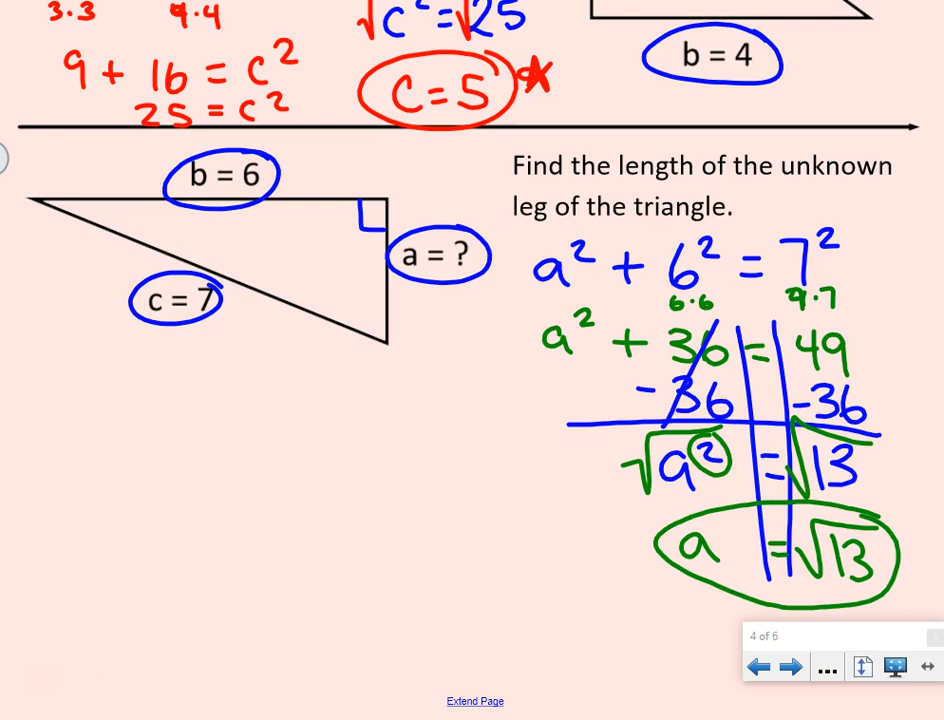 3.3 4.4
9 + 16 = c²
25 = c²
√c² = √25
c = 5
b = 4
b = 6
a = ?
c = 7
Find the length of the unknown
leg of the triangle.
a² + 6² = 7²
6·6 7·7
a² + 36 = 49
-36 -36
√a² = √13
a = √13
4 of 6
...
Extend Page